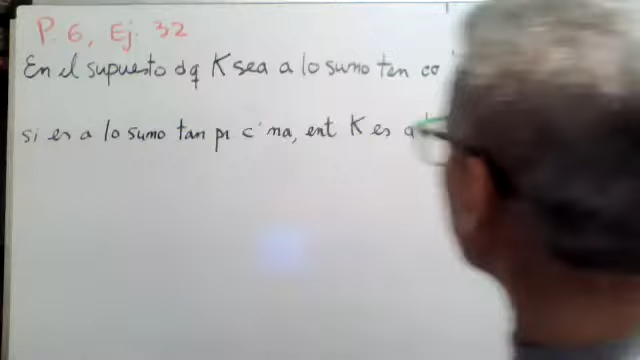 P. 6, Ej. 32
En el supuesto dq K sea a lo sumo tan co
si es a lo sumo tan pi c na, ent K es a